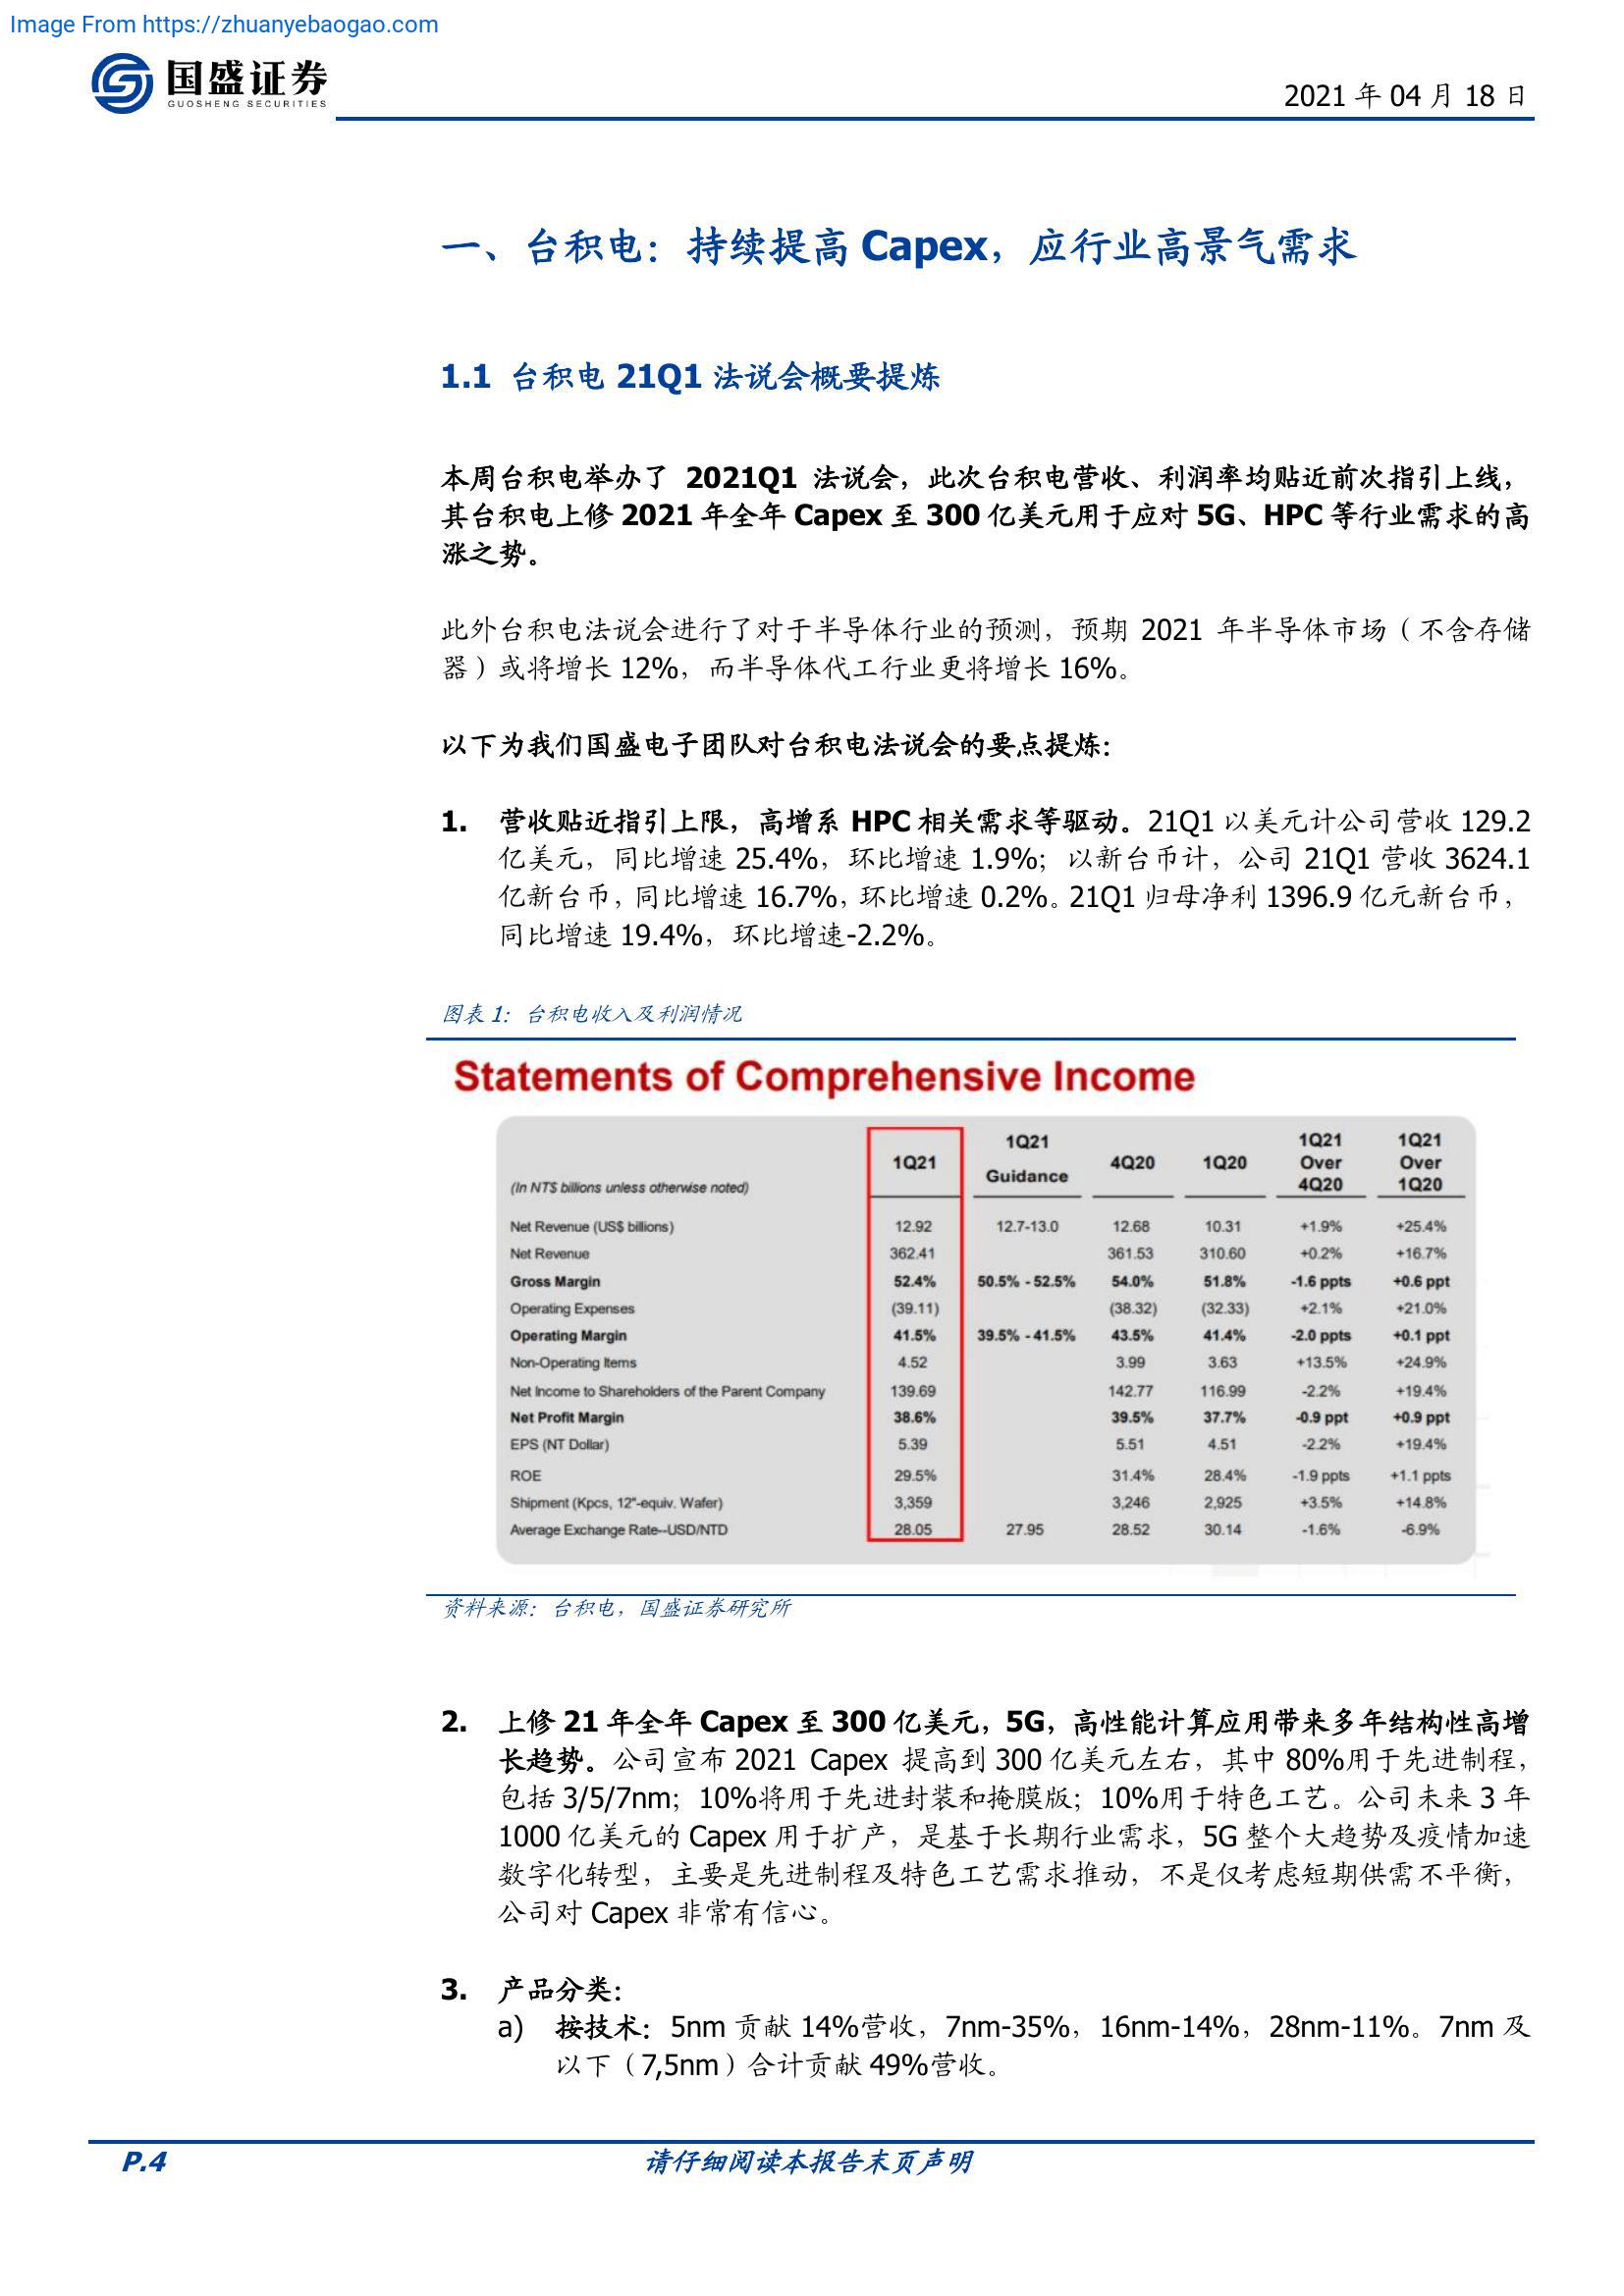 Image From https://zhuanyebaogao.com
国盛证券
GUOSHENG SECURITIES
2021 年 04 月 18 日
一、台积电：持续提高 Capex，应行业高景气需求
1.1 台积电 21Q1 法说会概要提炼
本周台积电举办了 2021Q1 法说会，此次台积电营收、利润率均贴近前次指引上线，
其台积电上修 2021 年全年 Capex 至 300 亿美元用于应对 5G、HPC 等行业需求的高
涨之势。
此外台积电法说会进行了对于半导体行业的预测，预期 2021 年半导体市场（不含存储
器）或将增长 12%，而半导体代工行业更将增长 16%。
以下为我们国盛电子团队对台积电法说会的要点提炼：
1. 营收贴近指引上限，高增系 HPC 相关需求等驱动。21Q1 以美元计公司营收 129.2
亿美元，同比增速 25.4%，环比增速 1.9%；以新台币计，公司 21Q1 营收 3624.1
亿新台币，同比增速 16.7%，环比增速 0.2%。21Q1 归母净利 1396.9 亿元新台币，
同比增速 19.4%，环比增速-2.2%。
图表 1：台积电收入及利润情况
Statements of Comprehensive Income
(In NT$ billions unless otherwise noted) 1Q21 1Q21 Guidance 4Q20 1Q20 1Q21 Over 4Q20 1Q21 Over 1Q20
Net Revenue (US$ billions) 12.92 12.7-13.0 12.68 10.31 +1.9% +25.4%
Net Revenue 362.41 361.53 310.60 +0.2% +16.7%
Gross Margin 52.4% 50.5% - 52.5% 54.0% 51.8% -1.6 ppts +0.6 ppt
Operating Expenses (39.11) (38.32) (32.33) +2.1% +21.0%
Operating Margin 41.5% 39.5% - 41.5% 43.5% 41.4% -2.0 ppts +0.1 ppt
Non-Operating Items 4.52 3.99 3.63 +13.5% +24.9%
Net Income to Shareholders of the Parent Company 139.69 142.77 116.99 -2.2% +19.4%
Net Profit Margin 38.6% 39.5% 37.7% -0.9 ppt +0.9 ppt
EPS (NT Dollar) 5.39 5.51 4.51 -2.2% +19.4%
ROE 29.5% 31.4% 28.4% -1.9 ppts +1.1 ppts
Shipment (Kpcs, 12"-equiv. Wafer) 3,359 3,246 2,925 +3.5% +14.8%
Average Exchange Rate--USD/NTD 28.05 27.95 28.52 30.14 -1.6% -6.9%
资料来源：台积电，国盛证券研究所
2. 上修 21 年全年 Capex 至 300 亿美元，5G，高性能计算应用带来多年结构性高增
长趋势。公司宣布 2021 Capex 提高到 300 亿美元左右，其中 80%用于先进制程，
包括 3/5/7nm；10%将用于先进封装和掩膜版；10%用于特色工艺。公司未来 3 年
1000 亿美元的 Capex 用于扩产，是基于长期行业需求，5G 整个大趋势及疫情加速
数字化转型，主要是先进制程及特色工艺需求推动，不是仅考虑短期供需不平衡，
公司对 Capex 非常有信心。
3. 产品分类：
a) 按技术：5nm 贡献 14%营收，7nm-35%，16nm-14%，28nm-11%。7nm 及
以下（7,5nm）合计贡献 49%营收。
P.4
请仔细阅读本报告末页声明